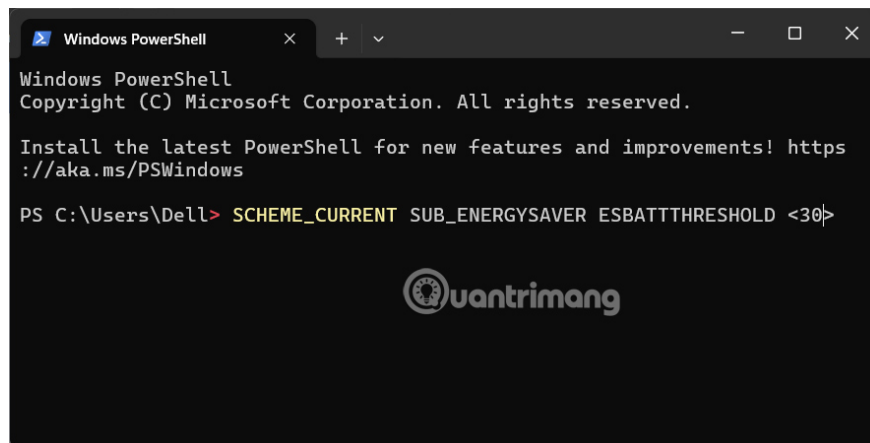 Windows PowerShell
Windows PowerShell
Copyright (C) Microsoft Corporation. All rights reserved.
Install the latest PowerShell for new features and improvements! https
://aka.ms/PSWindows
PS C:\Users\Dell> SCHEME_CURRENT SUB_ENERGYSAVER ESBATTTHRESHOLD <30>
Quantrimang